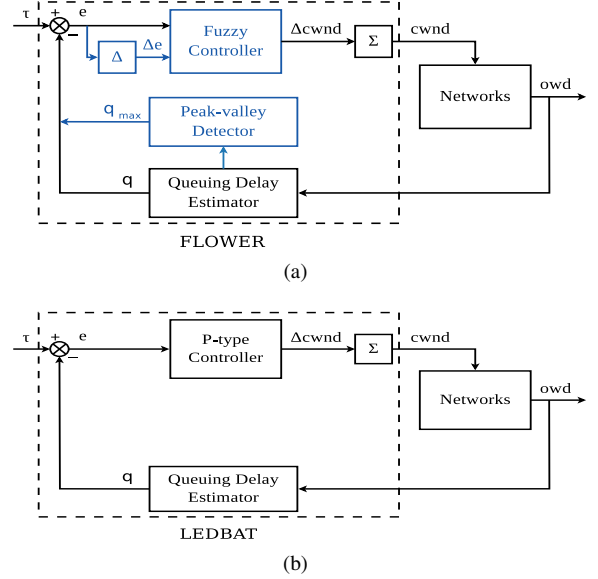 τ
+
e
−
Δ
Δe
Fuzzy
Controller
Δcwnd
Σ
cwnd
Networks
owd
q max
Peak-valley
Detector
q
Queuing Delay
Estimator
FLOWER
(a)
τ
+
e
−
P-type
Controller
Δcwnd
Σ
cwnd
Networks
owd
q
Queuing Delay
Estimator
LEDBAT
(b)